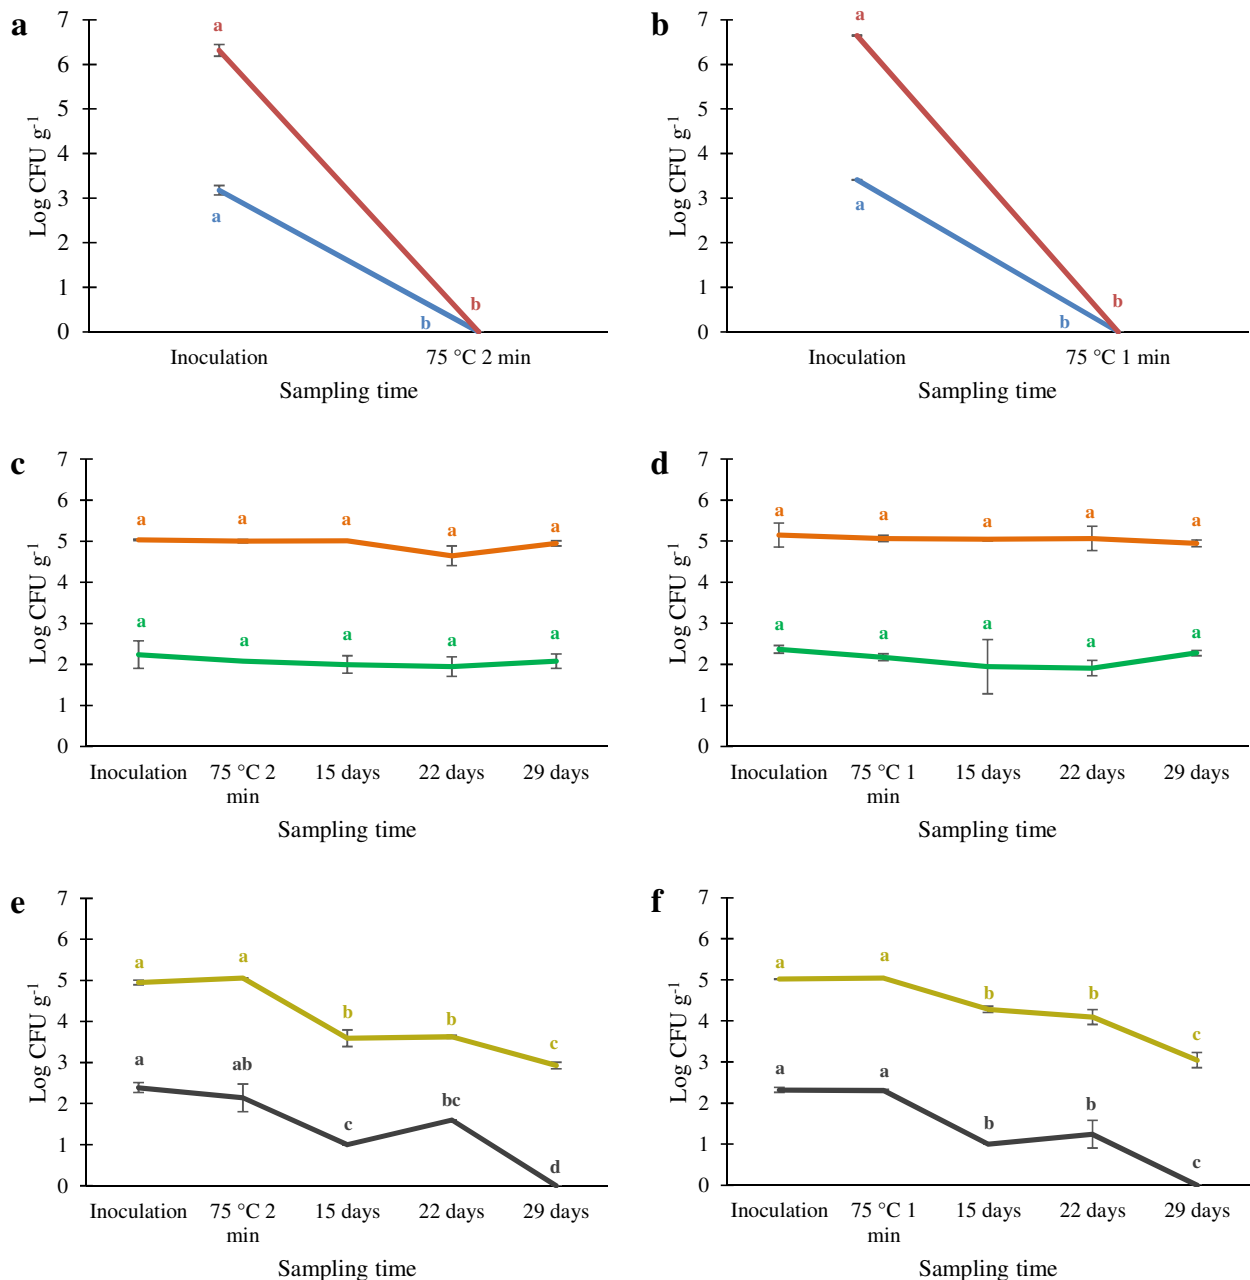 a
7
6
5
4
3
2
1
0
Log CFU g-1
a
a
b
b
Inoculation
75 °C 2 min
Sampling time
b
7
6
5
4
3
2
1
0
Log CFU g-1
a
a
b
b
Inoculation
75 °C 1 min
Sampling time
c
7
6
5
4
3
2
1
0
Log CFU g-1
a a a a a
a a a a a
Inoculation
75 °C 2
min
15 days
22 days
29 days
Sampling time
d
7
6
5
4
3
2
1
0
Log CFU g-1
a a a a a
a a a a a
Inoculation
75 °C 1
min
15 days
22 days
29 days
Sampling time
e
7
6
5
4
3
2
1
0
Log CFU g-1
a a b b c
a ab c bc d
Inoculation
75 °C 2
min
15 days
22 days
29 days
Sampling time
f
7
6
5
4
3
2
1
0
Log CFU g-1
a a b b c
a a b b c
Inoculation
75 °C 1
min
15 days
22 days
29 days
Sampling time